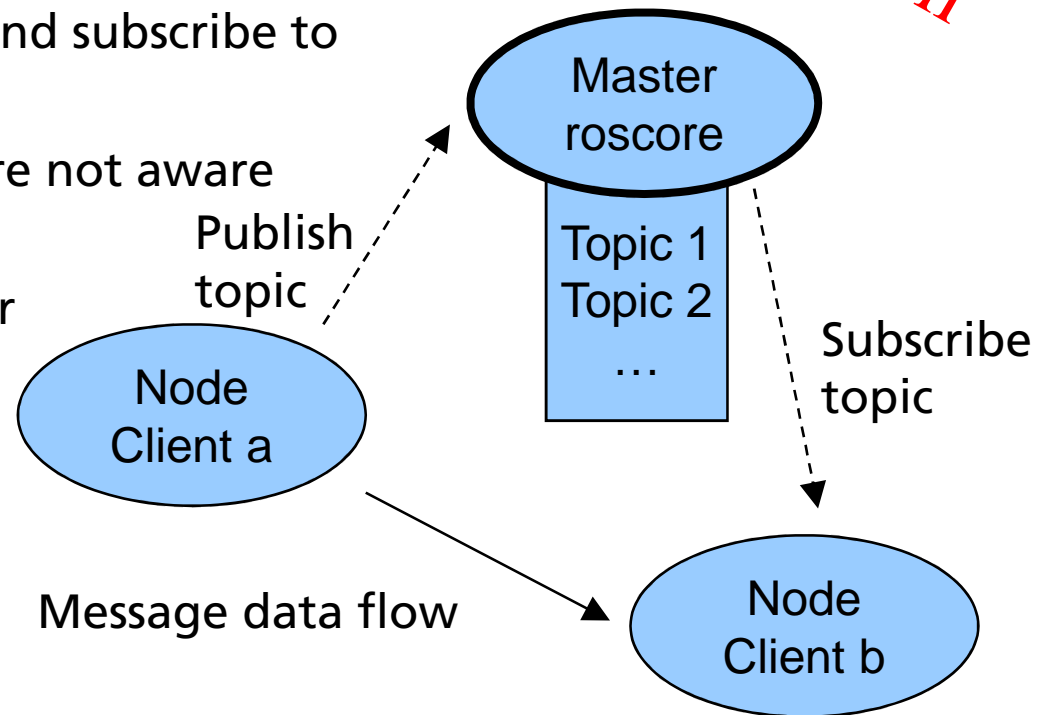 nd subscribe to
re not aware
r
Master
roscore
Publish
topic
Topic 1
Topic 2
…
Subscribe
topic
Node
Client a
Message data flow
Node
Client b